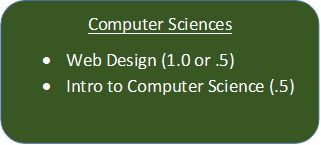 Computer Sciences
• Web Design (1.0 or .5)
• Intro to Computer Science (.5)